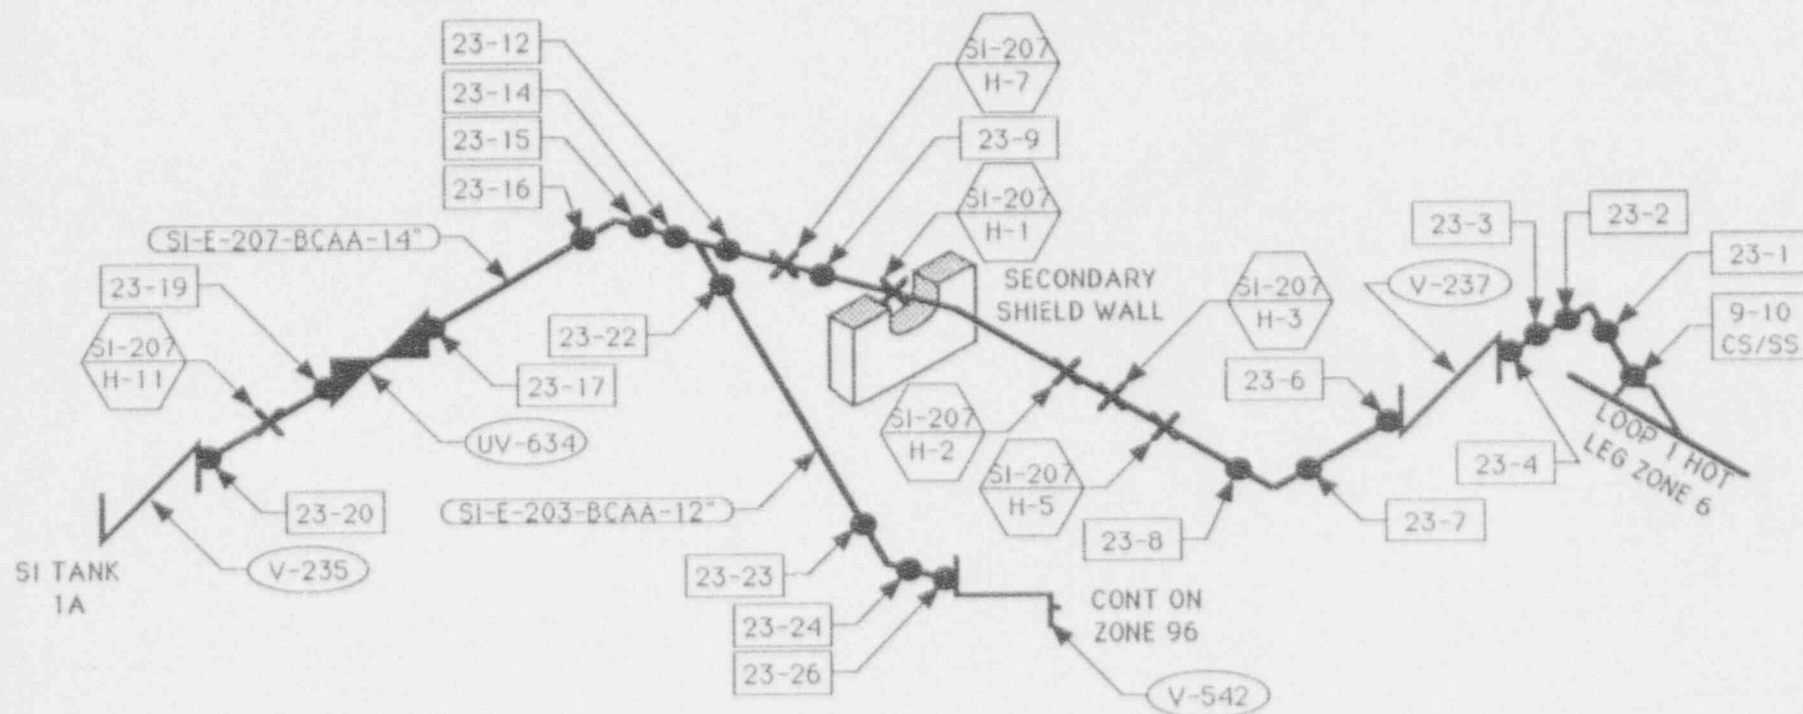 23-12
23-14
23-15
23-16
SI-207
H-7
23-9
SI-207
H-1
SI-E-207-BCAA-14"
23-19
SI-207
H-11
23-22
23-17
UV-634
23-20
V-235
SI TANK
1A
SI-E-203-BCAA-12"
SECONDARY
SHIELD WALL
SI-207
H-3
SI-207
H-2
SI-207
H-5
23-3
23-2
23-1
V-237
9-10
CS/SS
23-6
23-4
LOOP 1 HOT
LEG ZONE 6
23-7
23-8
23-23
23-24
23-26
CONT ON
ZONE 96
V-542